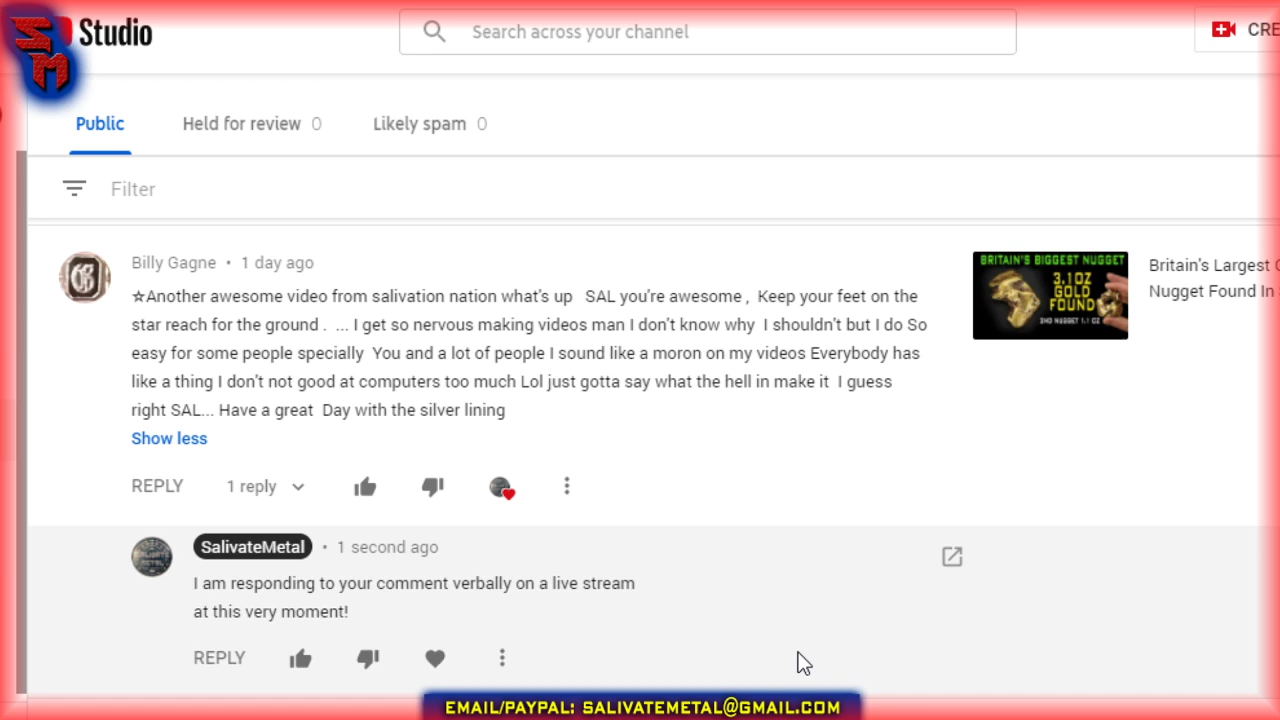 SM
Studio
Search across your channel
CRE
Public
Held for review 0
Likely spam 0
Filter
Billy Gagne • 1 day ago
☆Another awesome video from salivation nation what's up SAL you're awesome , Keep your feet on the
star reach for the ground . ... I get so nervous making videos man I don't know why I shouldn't but I do So
easy for some people specially You and a lot of people I sound like a moron on my videos Everybody has
like a thing I don't not good at computers too much Lol just gotta say what the hell in make it I guess
right SAL... Have a great Day with the silver lining
Show less
REPLY
1 reply
BRITAIN'S BIGGEST NUGGET
3.1OZ
GOLD
FOUND
2ND NUGGET 1.1 OZ
Britain's Largest
Nugget Found In
SalivateMetal • 1 second ago
I am responding to your comment verbally on a live stream
at this very moment!
REPLY
EMAIL/PAYPAL: SALIVATEMETAL@GMAIL.COM